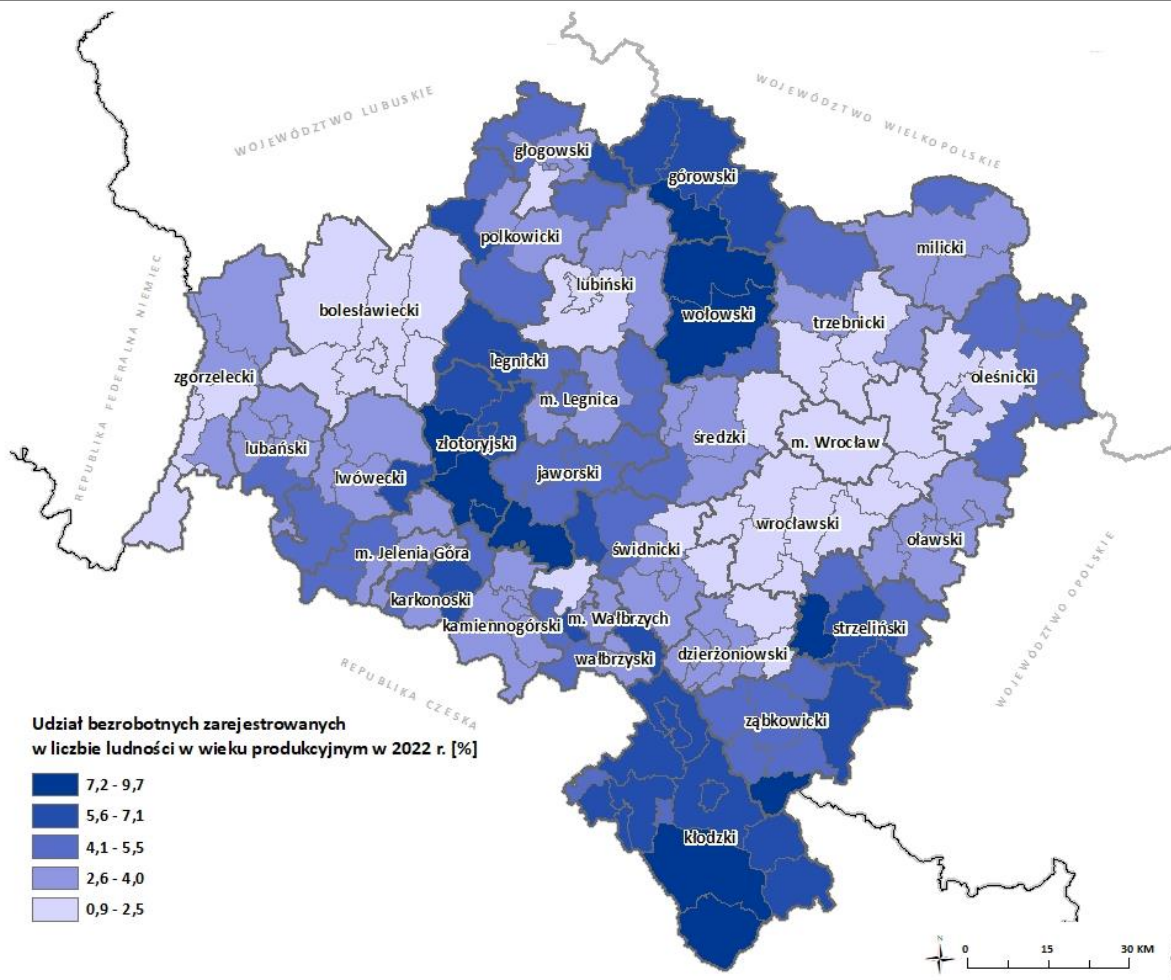 WOJEWÓDZTWO LUBUSKIE
WOJEWÓDZTWO WIELKOPOLSKIE
głogowski
górowski
polkowicki
milicki
lubiński
bolesławiecki
wołowski
trzebnicki
REPUBLIKA FEDERALNA NIEMIEC
legnicki
zgorzelecki
oleśnicki
m. Legnica
średzki
m. Wrocław
złotoryjski
lubański
lwówecki
jaworski
wrocławski
oławski
świdnicki
m. Jelenia Góra
karkonoski
kamiennogórski
m. Wałbrzych
strzeliński
wałbrzyski
dzierżoniowski
WOJEWÓDZTWO OPOLSKIE
REPUBLIKA CZESKA
ząbkowicki
kłodzki
Udział bezrobotnych zarejestrowanych
w liczbie ludności w wieku produkcyjnym w 2022 r. [%]
7,2 - 9,7
5,6 - 7,1
4,1 - 5,5
2,6 - 4,0
0,9 - 2,5
N
0 15 30 KM